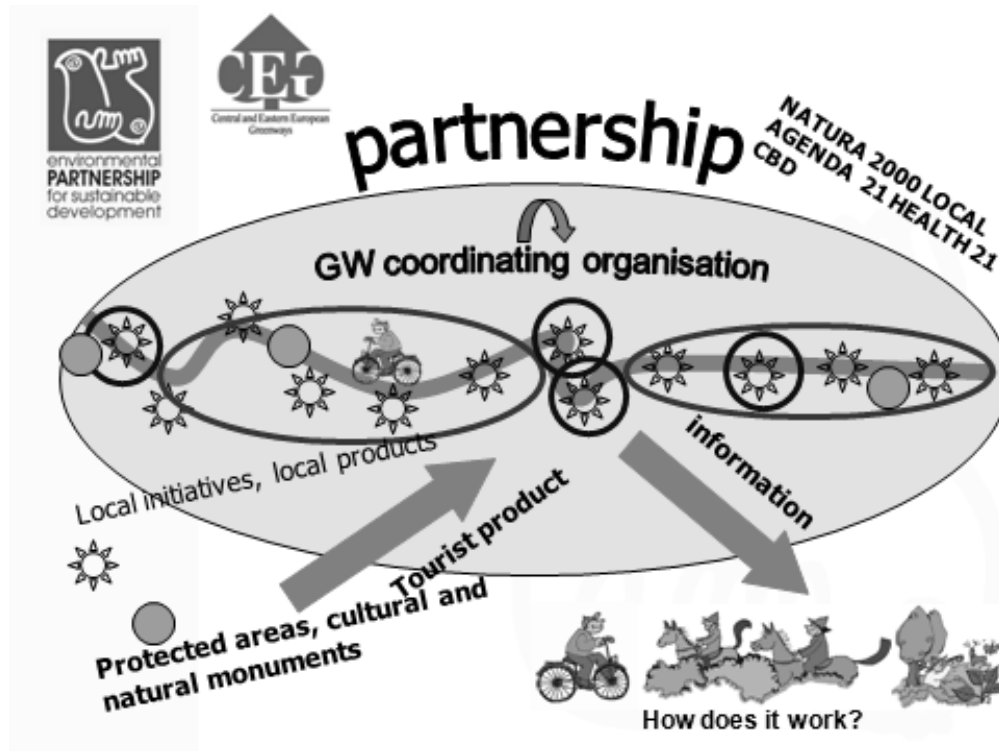 CEG
Central and Eastern European
Greenways
environmental
PARTNERSHIP
for sustainable
development
partnership
NATURA 2000 LOCAL
AGENDA 21 HEALTH 21
CBD
GW coordinating organisation
Local initiatives, local products
Tourist product
information
Protected areas, cultural and
natural monuments
How does it work?